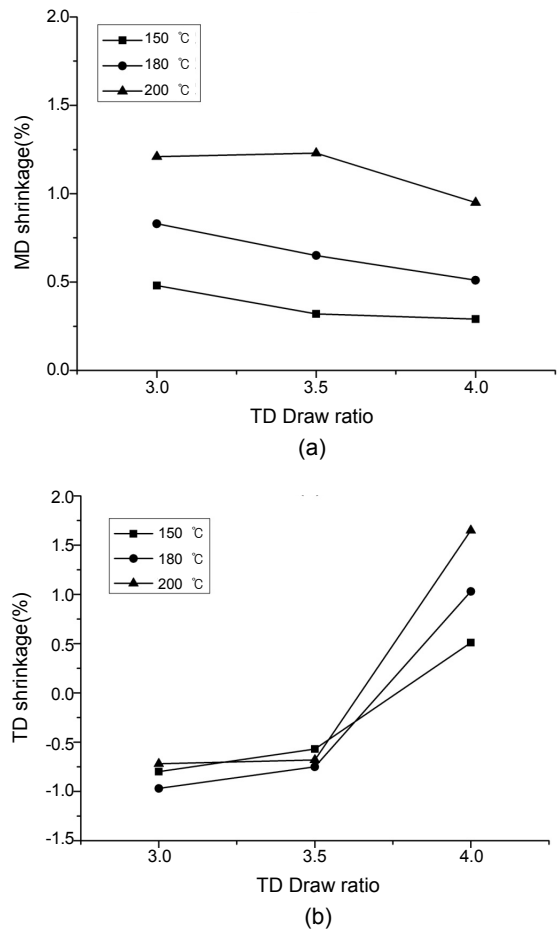 2.0
150 ℃
180 ℃
200 ℃
1.5
1.0
0.5
0.0
MD shrinkage(%)
3.0 3.5 4.0
TD Draw ratio
(a)
2.0
150 ℃
180 ℃
200 ℃
1.5
1.0
0.5
0.0
-0.5
-1.0
-1.5
TD shrinkage(%)
3.0 3.5 4.0
TD Draw ratio
(b)